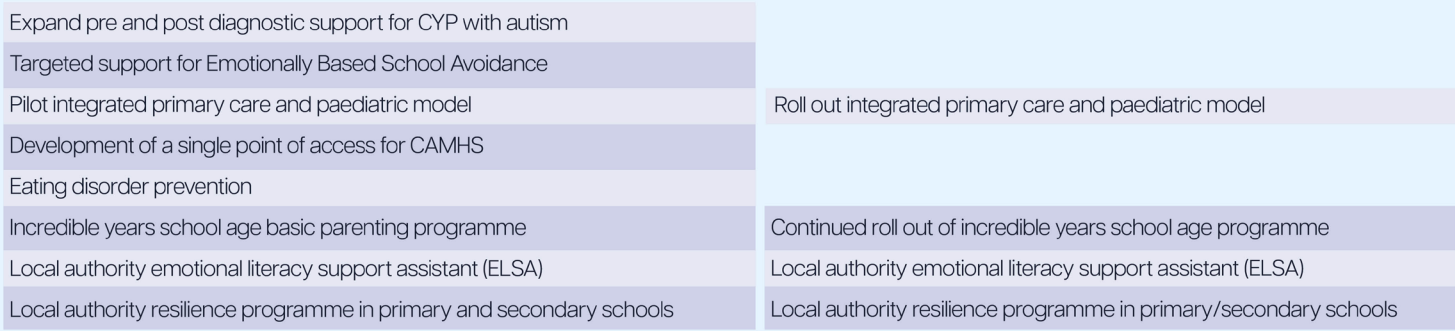 Expand pre and post diagnostic support for CYP with autism
Targeted support for Emotionally Based School Avoidance
Pilot integrated primary care and paediatric model
Roll out integrated primary care and paediatric model
Development of a single point of access for CAMHS
Eating disorder prevention
Incredible years school age basic parenting programme
Continued roll out of incredible years school age programme
Local authority emotional literacy support assistant (ELSA)
Local authority emotional literacy support assistant (ELSA)
Local authority resilience programme in primary and secondary schools
Local authority resilience programme in primary/secondary schools